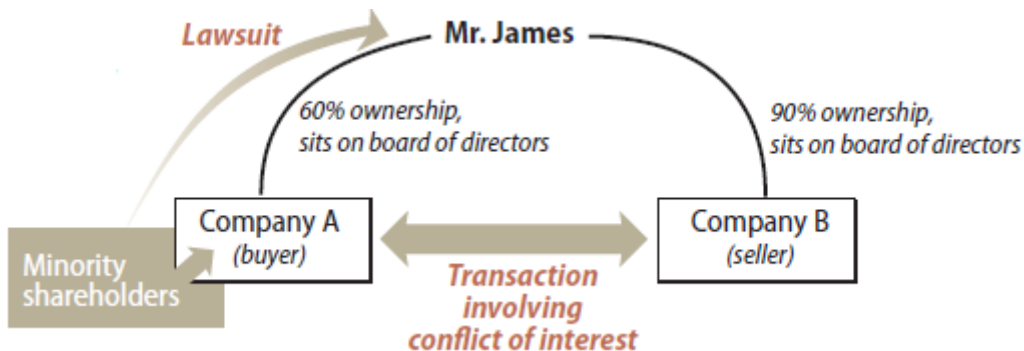 Lawsuit
Mr. James
60% ownership,
sits on board of directors
90% ownership,
sits on board of directors
Company A
(buyer)
Company B
(seller)
Minority
shareholders
Transaction
involving
conflict of interest